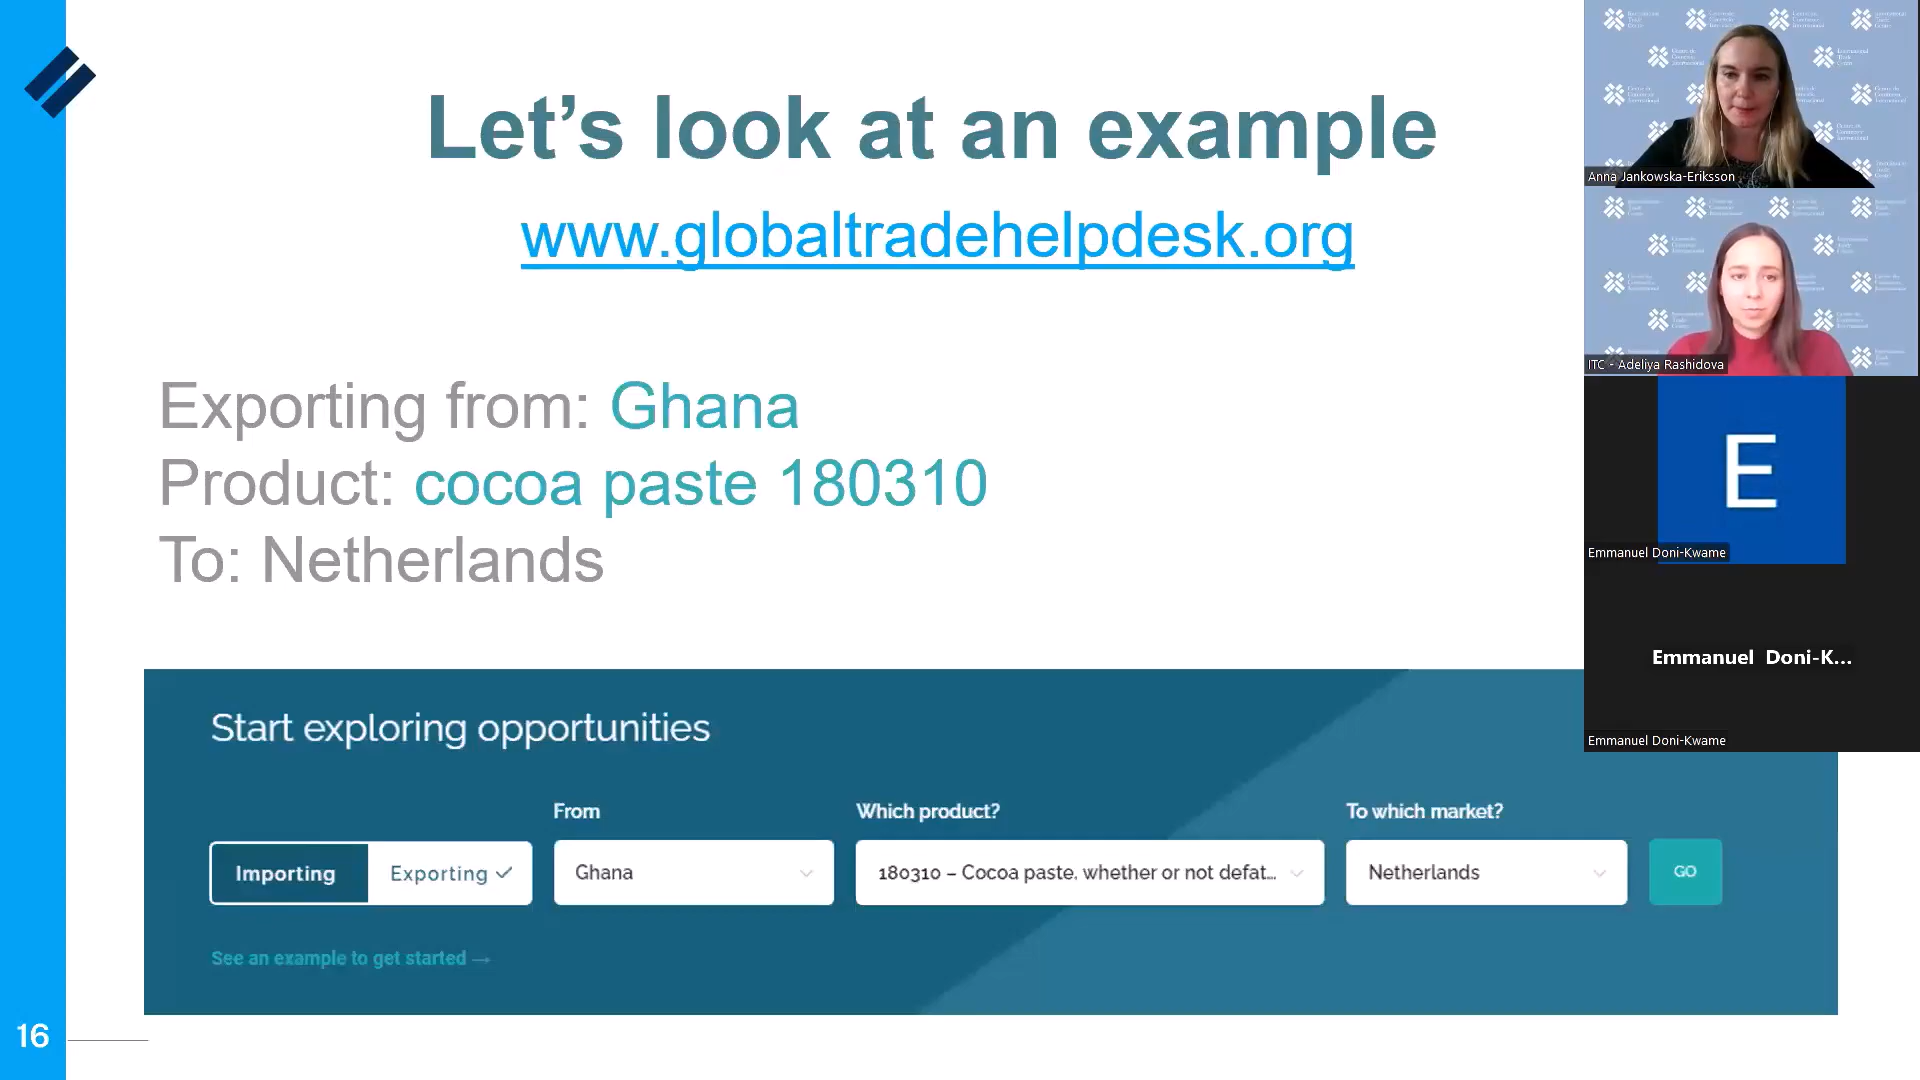 Let’s look at an example
www.globaltradehelpdesk.org
Exporting from: Ghana
Product: cocoa paste 180310
To: Netherlands
Start exploring opportunities
From
Which product?
To which market?
Importing
Exporting
Ghana
180310 – Cocoa paste, whether or not defat...
Netherlands
GO
See an example to get started →
16
Anna Jankowska-Eriksson
ITC - Adeliya Rashidova
E
Emmanuel Doni-Kwame
Emmanuel Doni-K...
Emmanuel Doni-Kwame